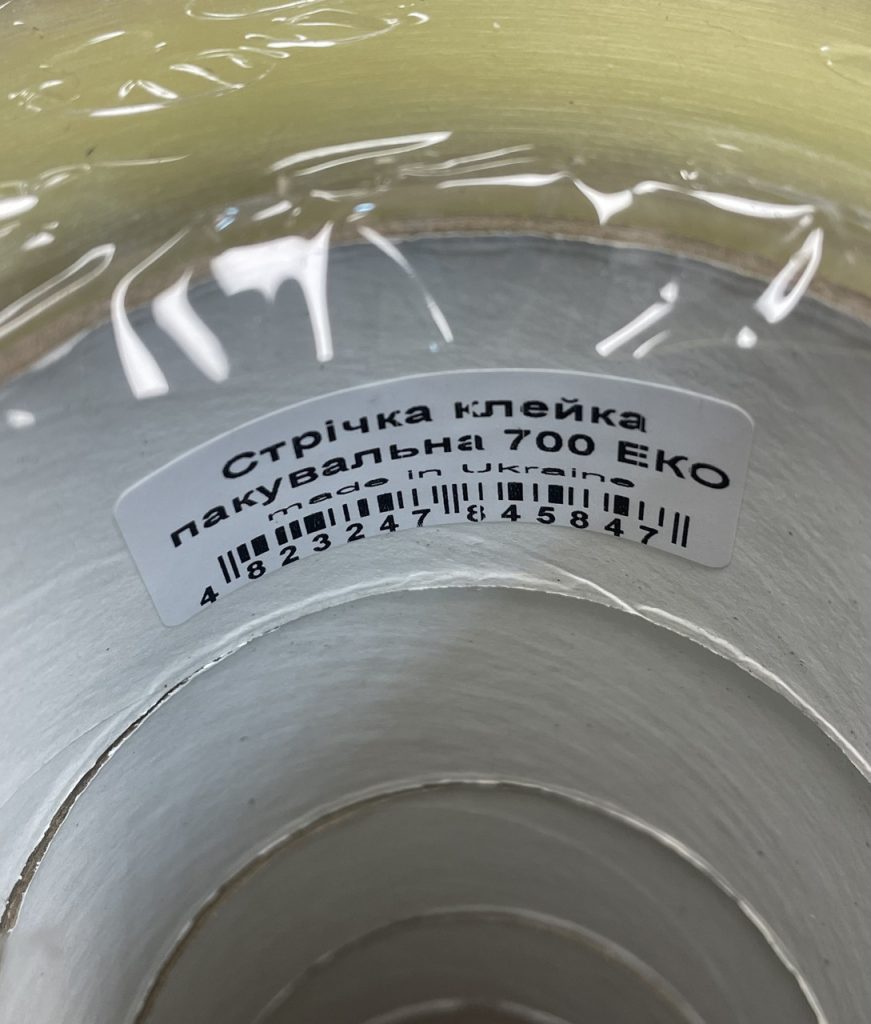 Стрічка клейка
пакувальна 700 ЕКО
made in Ukraine
4 823247 845847